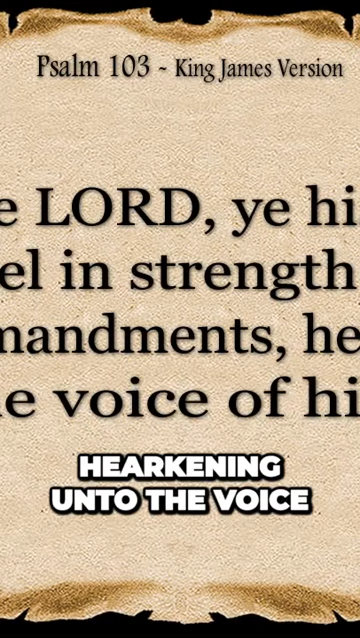 Psalm 103 - King James Version
e LORD, ye hi
el in strength
mandments, he
e voice of hi
HEARKENING
UNTO THE VOICE